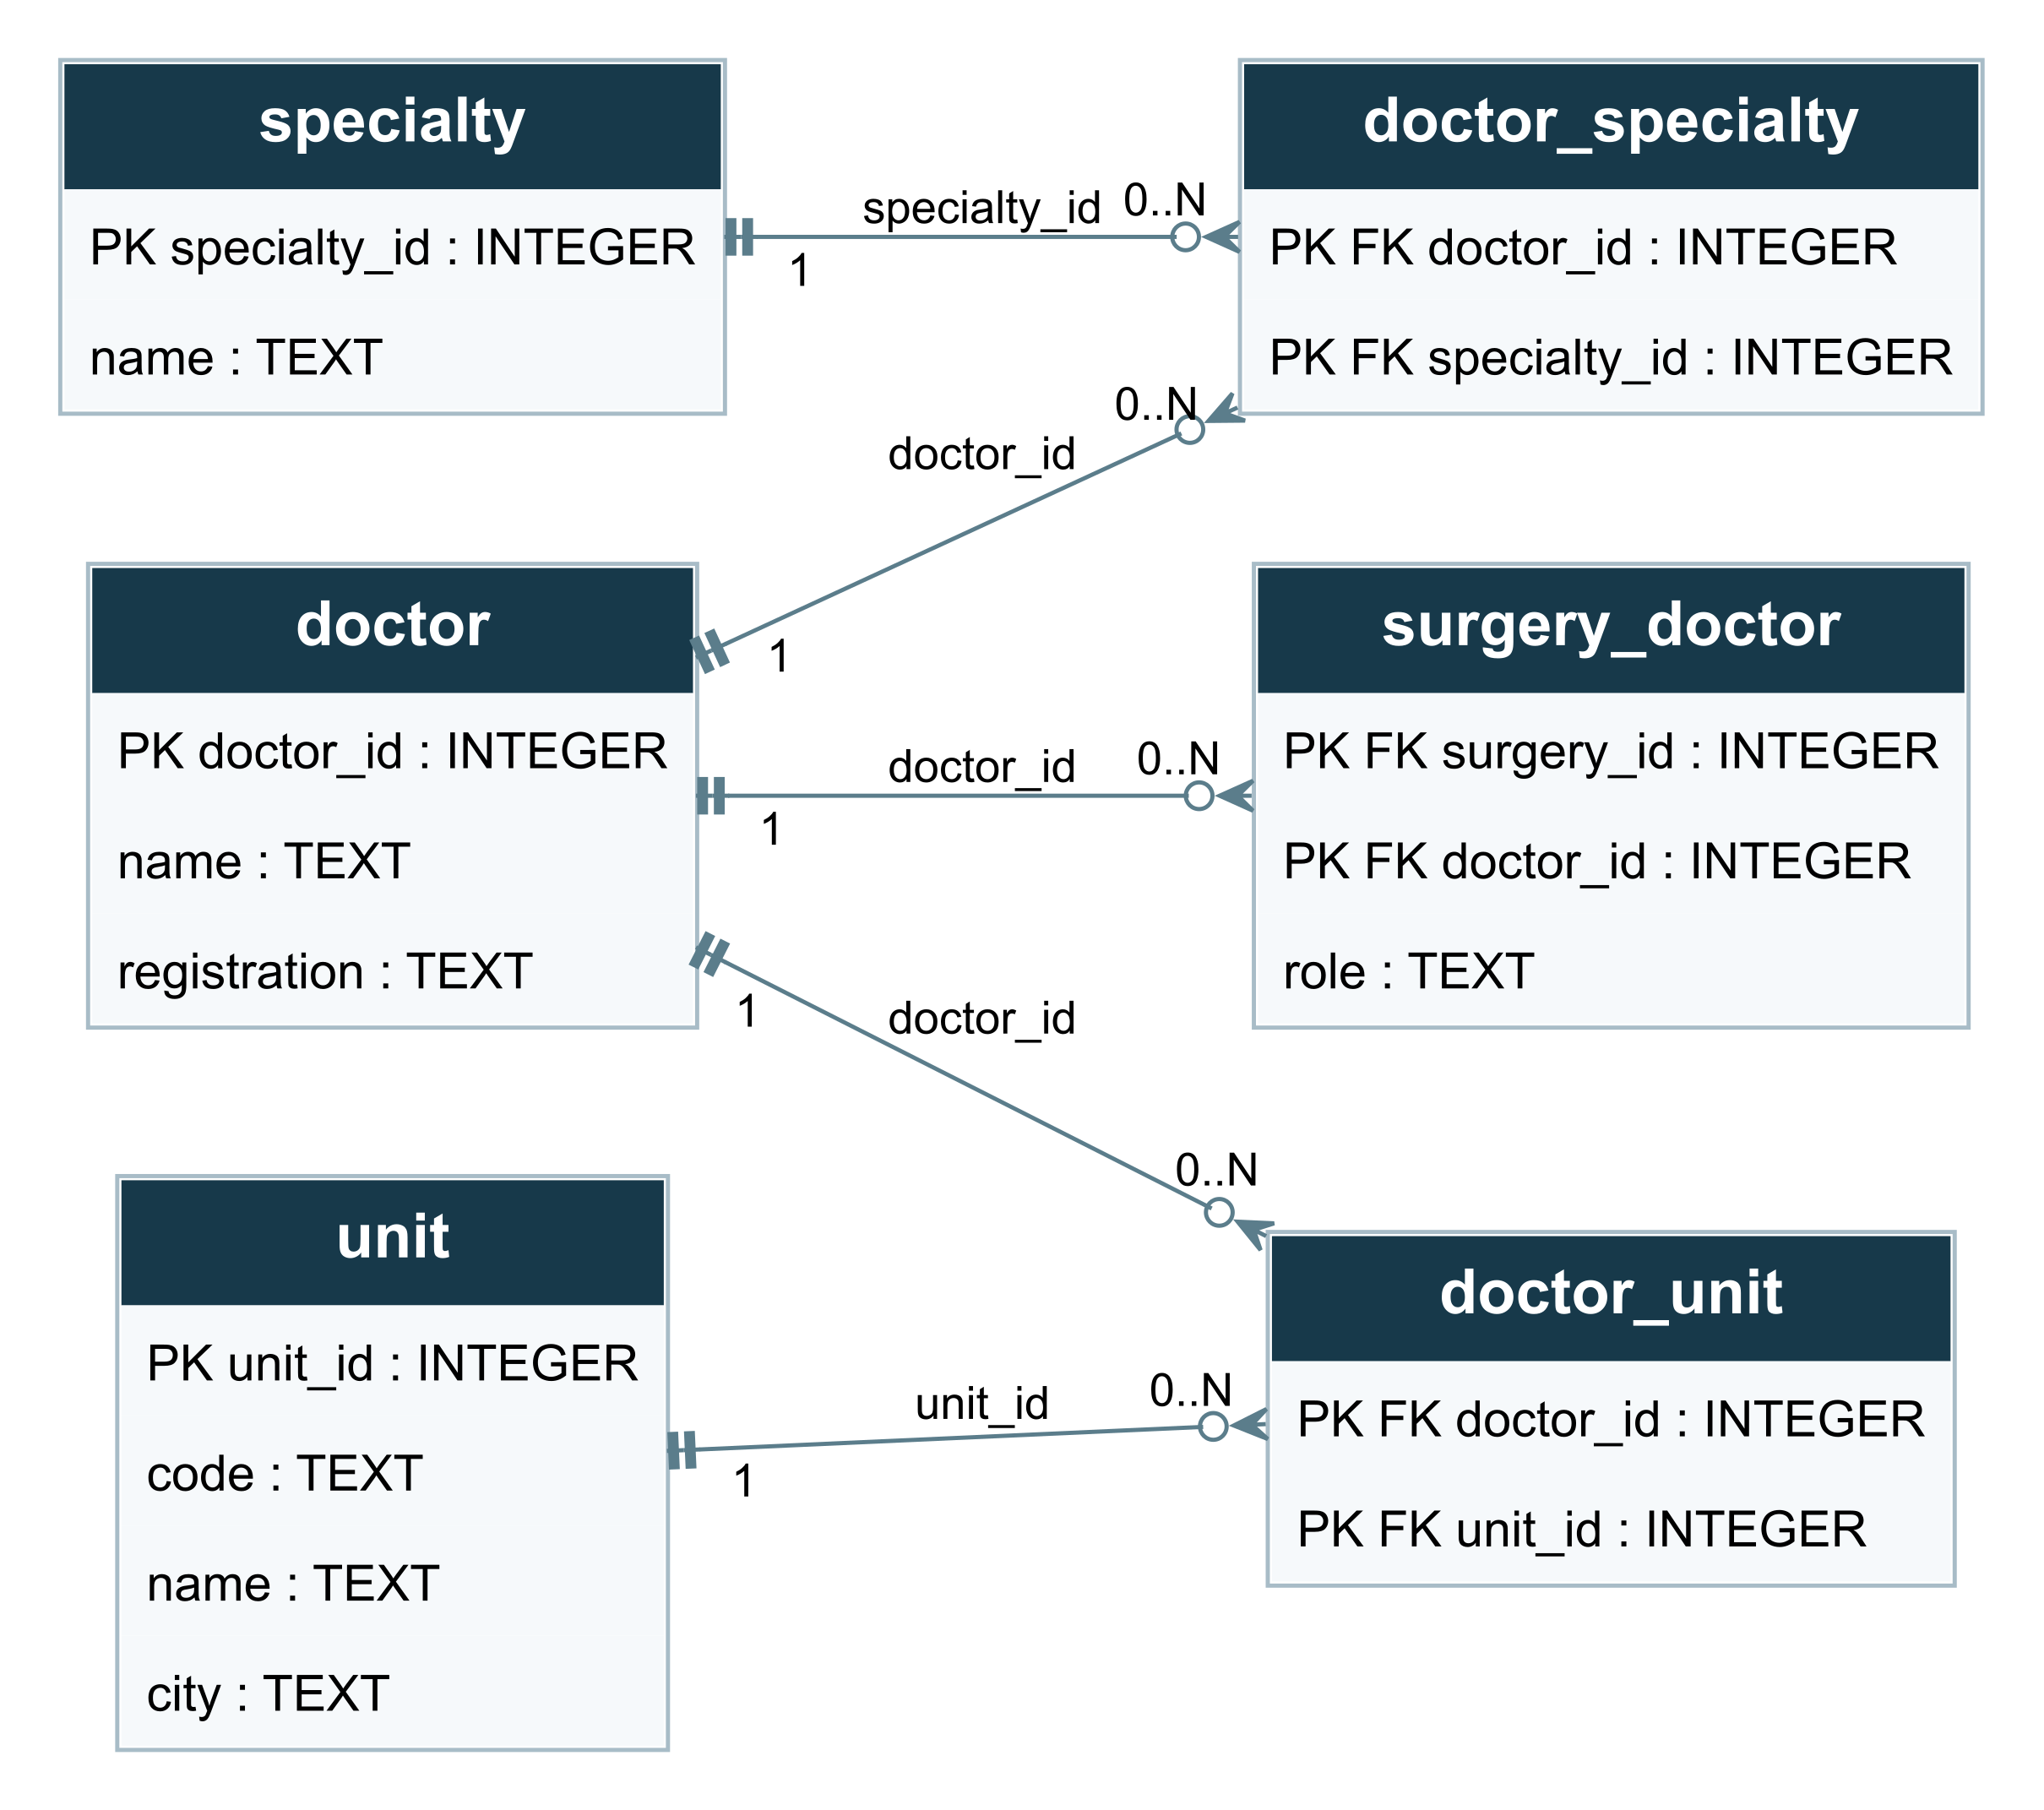 specialty
PK specialty_id : INTEGER
name : TEXT
specialty_id
0..N
1
doctor_specialty
PK FK doctor_id : INTEGER
PK FK specialty_id : INTEGER
0..N
doctor_id
1
doctor
PK doctor_id : INTEGER
name : TEXT
registration : TEXT
doctor_id
0..N
1
surgery_doctor
PK FK surgery_id : INTEGER
PK FK doctor_id : INTEGER
role : TEXT
1
doctor_id
0..N
unit
PK unit_id : INTEGER
code : TEXT
name : TEXT
city : TEXT
unit_id
0..N
1
doctor_unit
PK FK doctor_id : INTEGER
PK FK unit_id : INTEGER